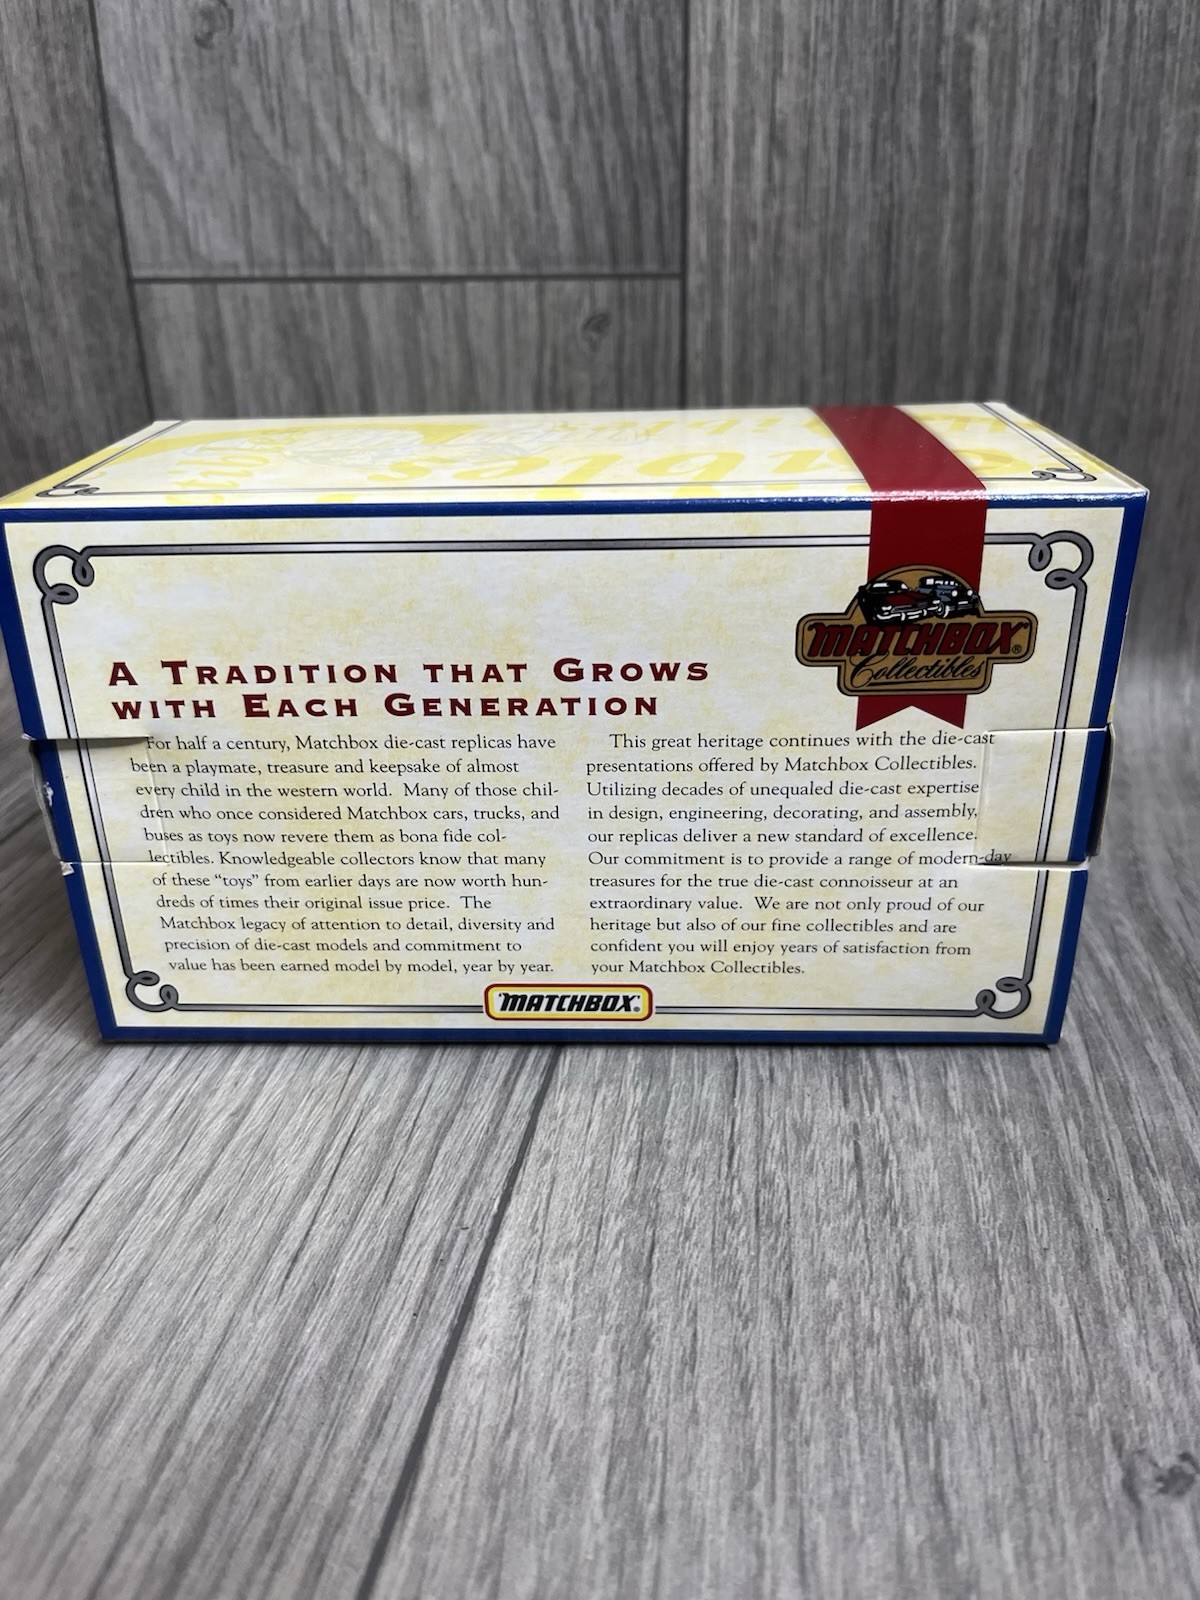 MATCHBOX®
Collectibles
A TRADITION THAT GROWS
WITH EACH GENERATION
For half a century, Matchbox die-cast replicas have
been a playmate, treasure and keepsake of almost
every child in the western world. Many of those chil-
dren who once considered Matchbox cars, trucks, and
buses as toys now revere them as bona fide col-
lectibles. Knowledgeable collectors know that many
of these “toys” from earlier days are now worth hun-
dreds of times their original issue price. The
Matchbox legacy of attention to detail, diversity and
precision of die-cast models and commitment to
value has been earned model by model, year by year.
This great heritage continues with the die-cast
presentations offered by Matchbox Collectibles.
Utilizing decades of unequaled die-cast expertise
in design, engineering, decorating, and assembly,
our replicas deliver a new standard of excellence.
Our commitment is to provide a range of modern-day
treasures for the true die-cast connoisseur at an
extraordinary value. We are not only proud of our
heritage but also of our fine collectibles and are
confident you will enjoy years of satisfaction from
your Matchbox Collectibles.
MATCHBOX®